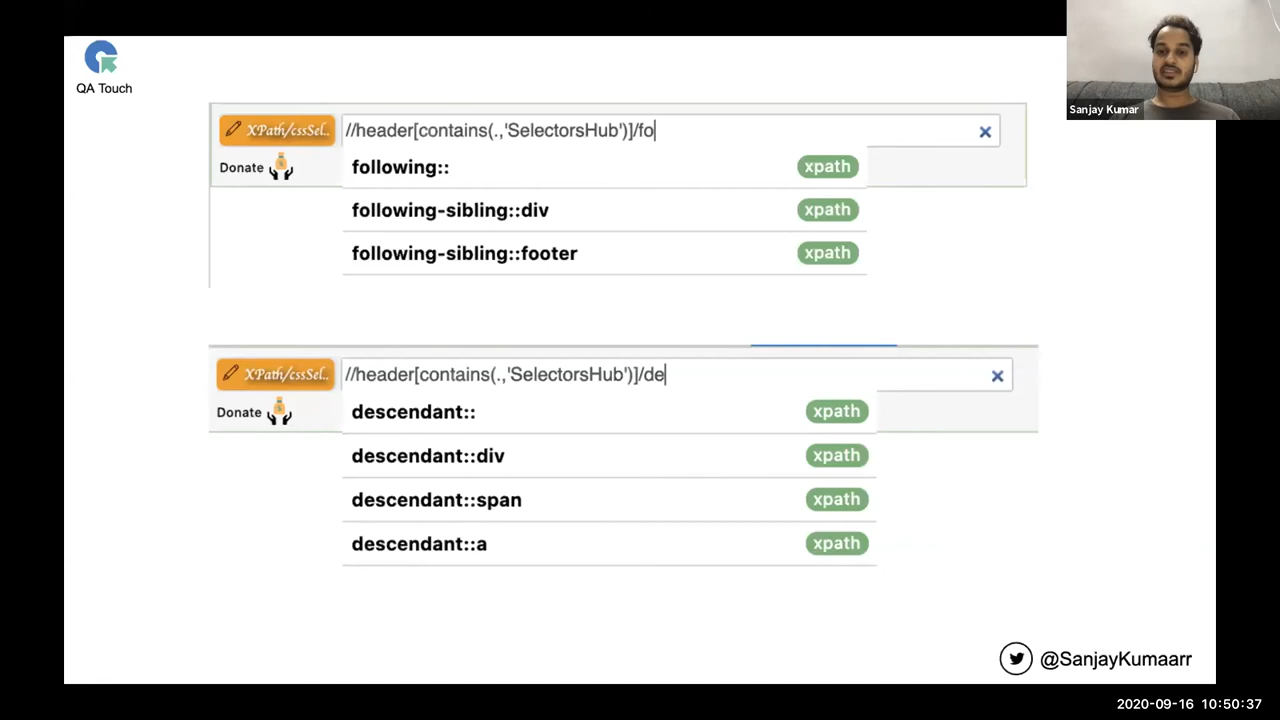 QA Touch
Sanjay Kumar
XPath/cssSel.. //header[contains(.,'SelectorsHub')]/fo ×
Donate
following:: xpath
following-sibling::div xpath
following-sibling::footer xpath
XPath/cssSel.. //header[contains(.,'SelectorsHub')]/de ×
Donate
descendant:: xpath
descendant::div xpath
descendant::span xpath
descendant::a xpath
@SanjayKumaarr
2020-09-16 10:50:37